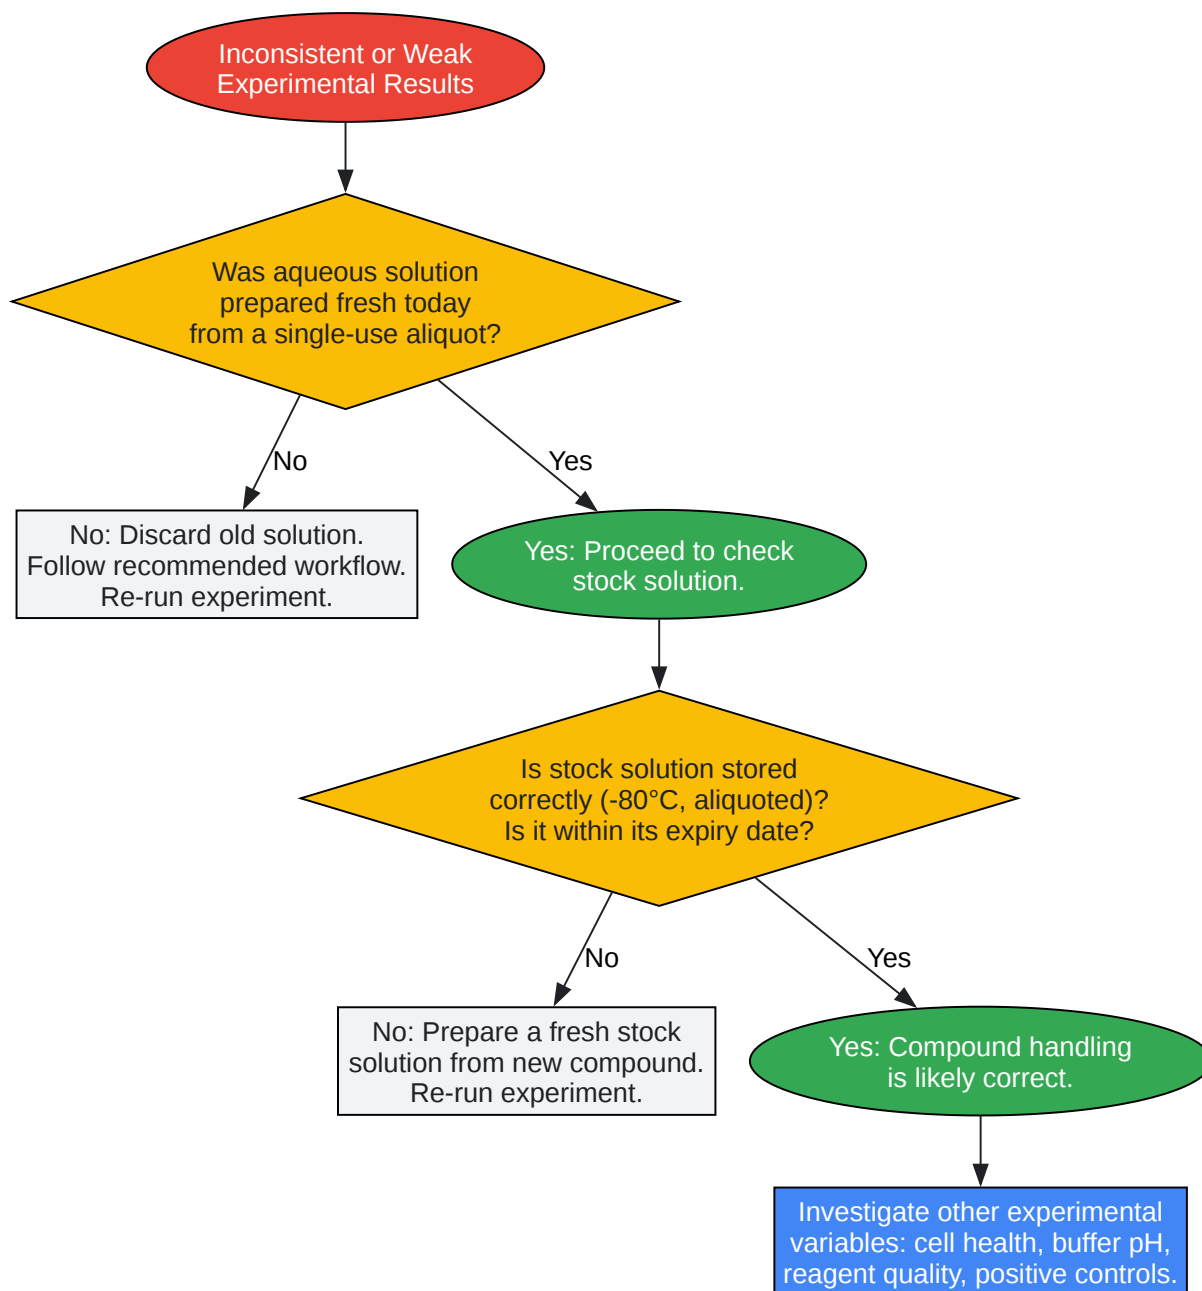 Inconsistent or Weak
Experimental Results
Was aqueous solution
prepared fresh today
from a single-use aliquot?
No
Yes
No: Discard old solution.
Follow recommended workflow.
Re-run experiment.
Yes: Proceed to check
stock solution.
Is stock solution stored
correctly (-80°C, aliquoted)?
Is it within its expiry date?
No
Yes
No: Prepare a fresh stock
solution from new compound.
Re-run experiment.
Yes: Compound handling
is likely correct.
Investigate other experimental
variables: cell health, buffer pH,
reagent quality, positive controls.